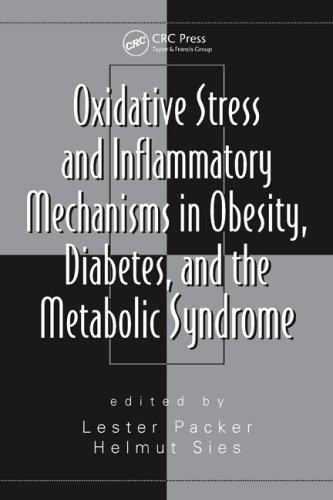 CRC
CRC Press
Taylor & Francis Group
Oxidative Stress
and Inflammatory
Mechanisms in Obesity,
Diabetes, and the
Metabolic Syndrome
edited by
Lester Packer
Helmut Sies